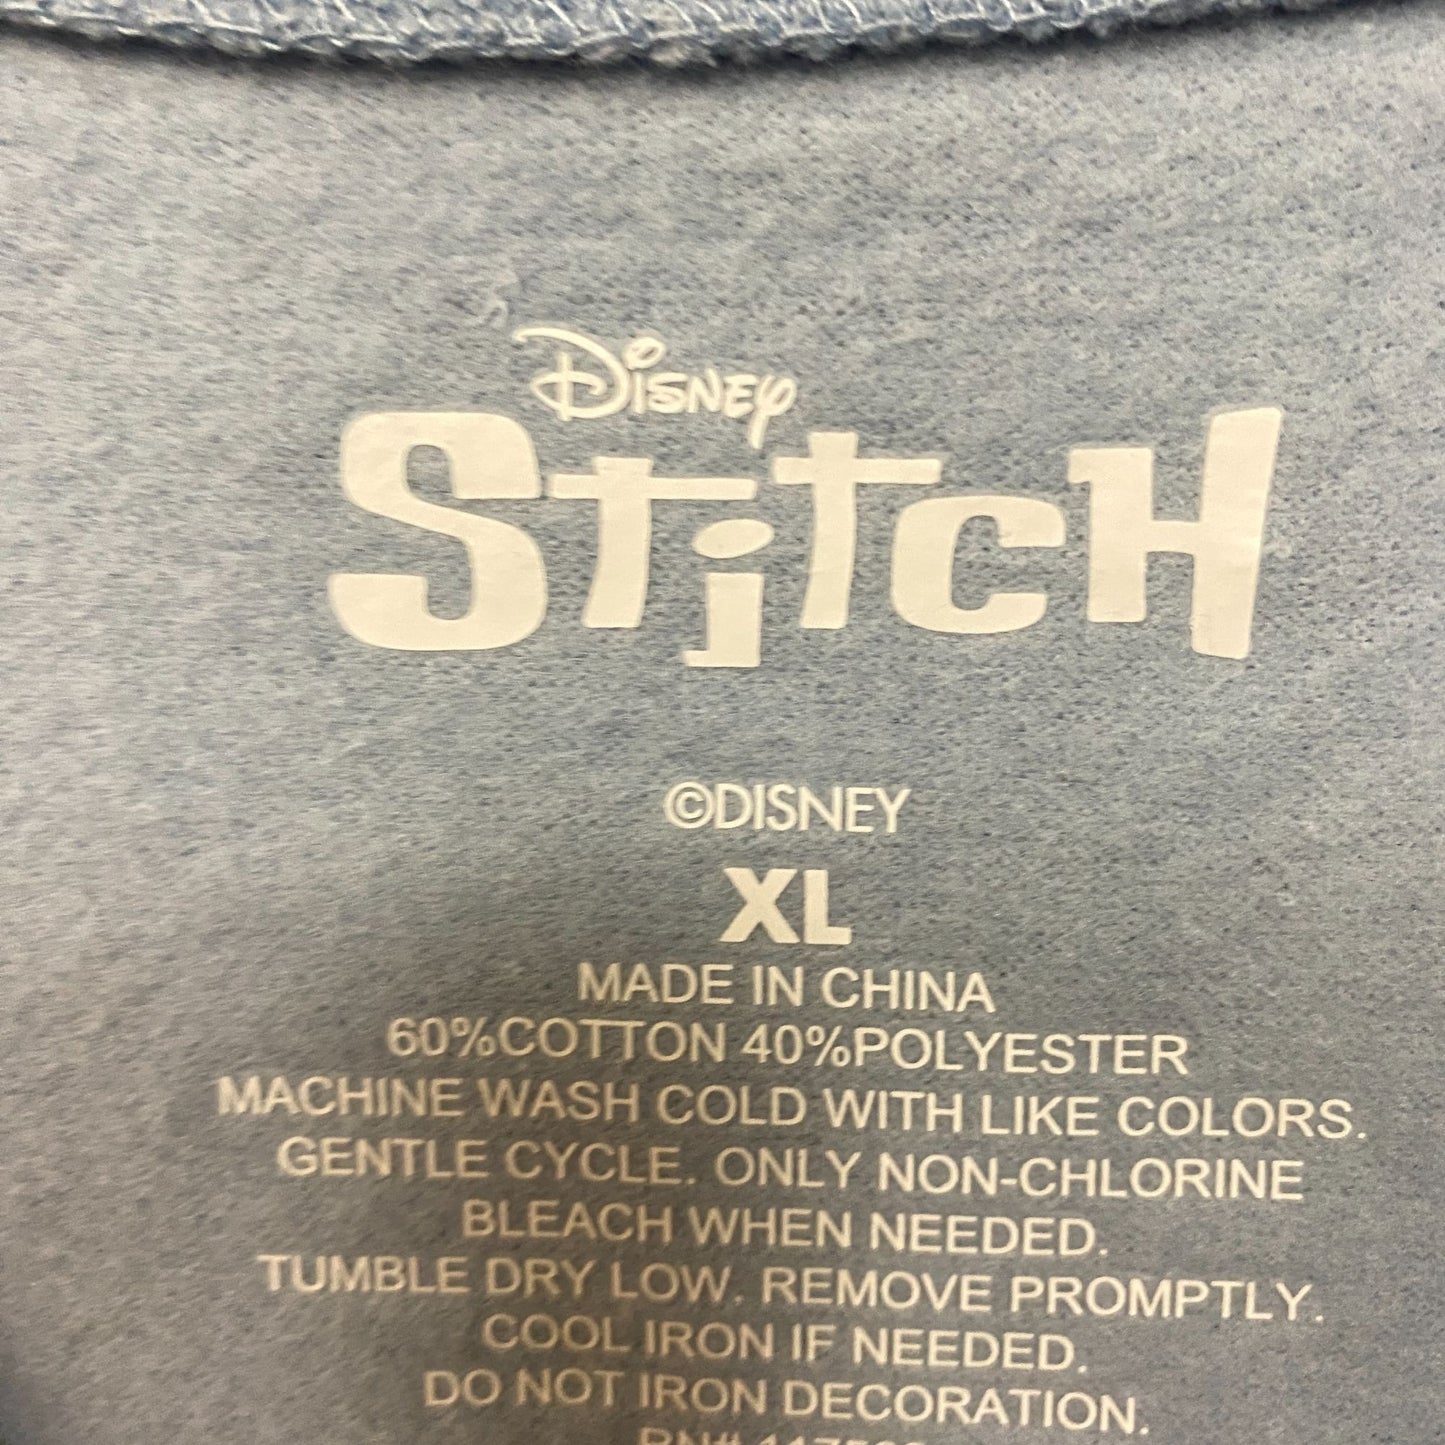 Disney
Stitch
©DISNEY
XL
MADE IN CHINA
60%COTTON 40%POLYESTER
MACHINE WASH COLD WITH LIKE COLORS.
GENTLE CYCLE. ONLY NON-CHLORINE
BLEACH WHEN NEEDED.
TUMBLE DRY LOW. REMOVE PROMPTLY.
COOL IRON IF NEEDED.
DO NOT IRON DECORATION.
RN#